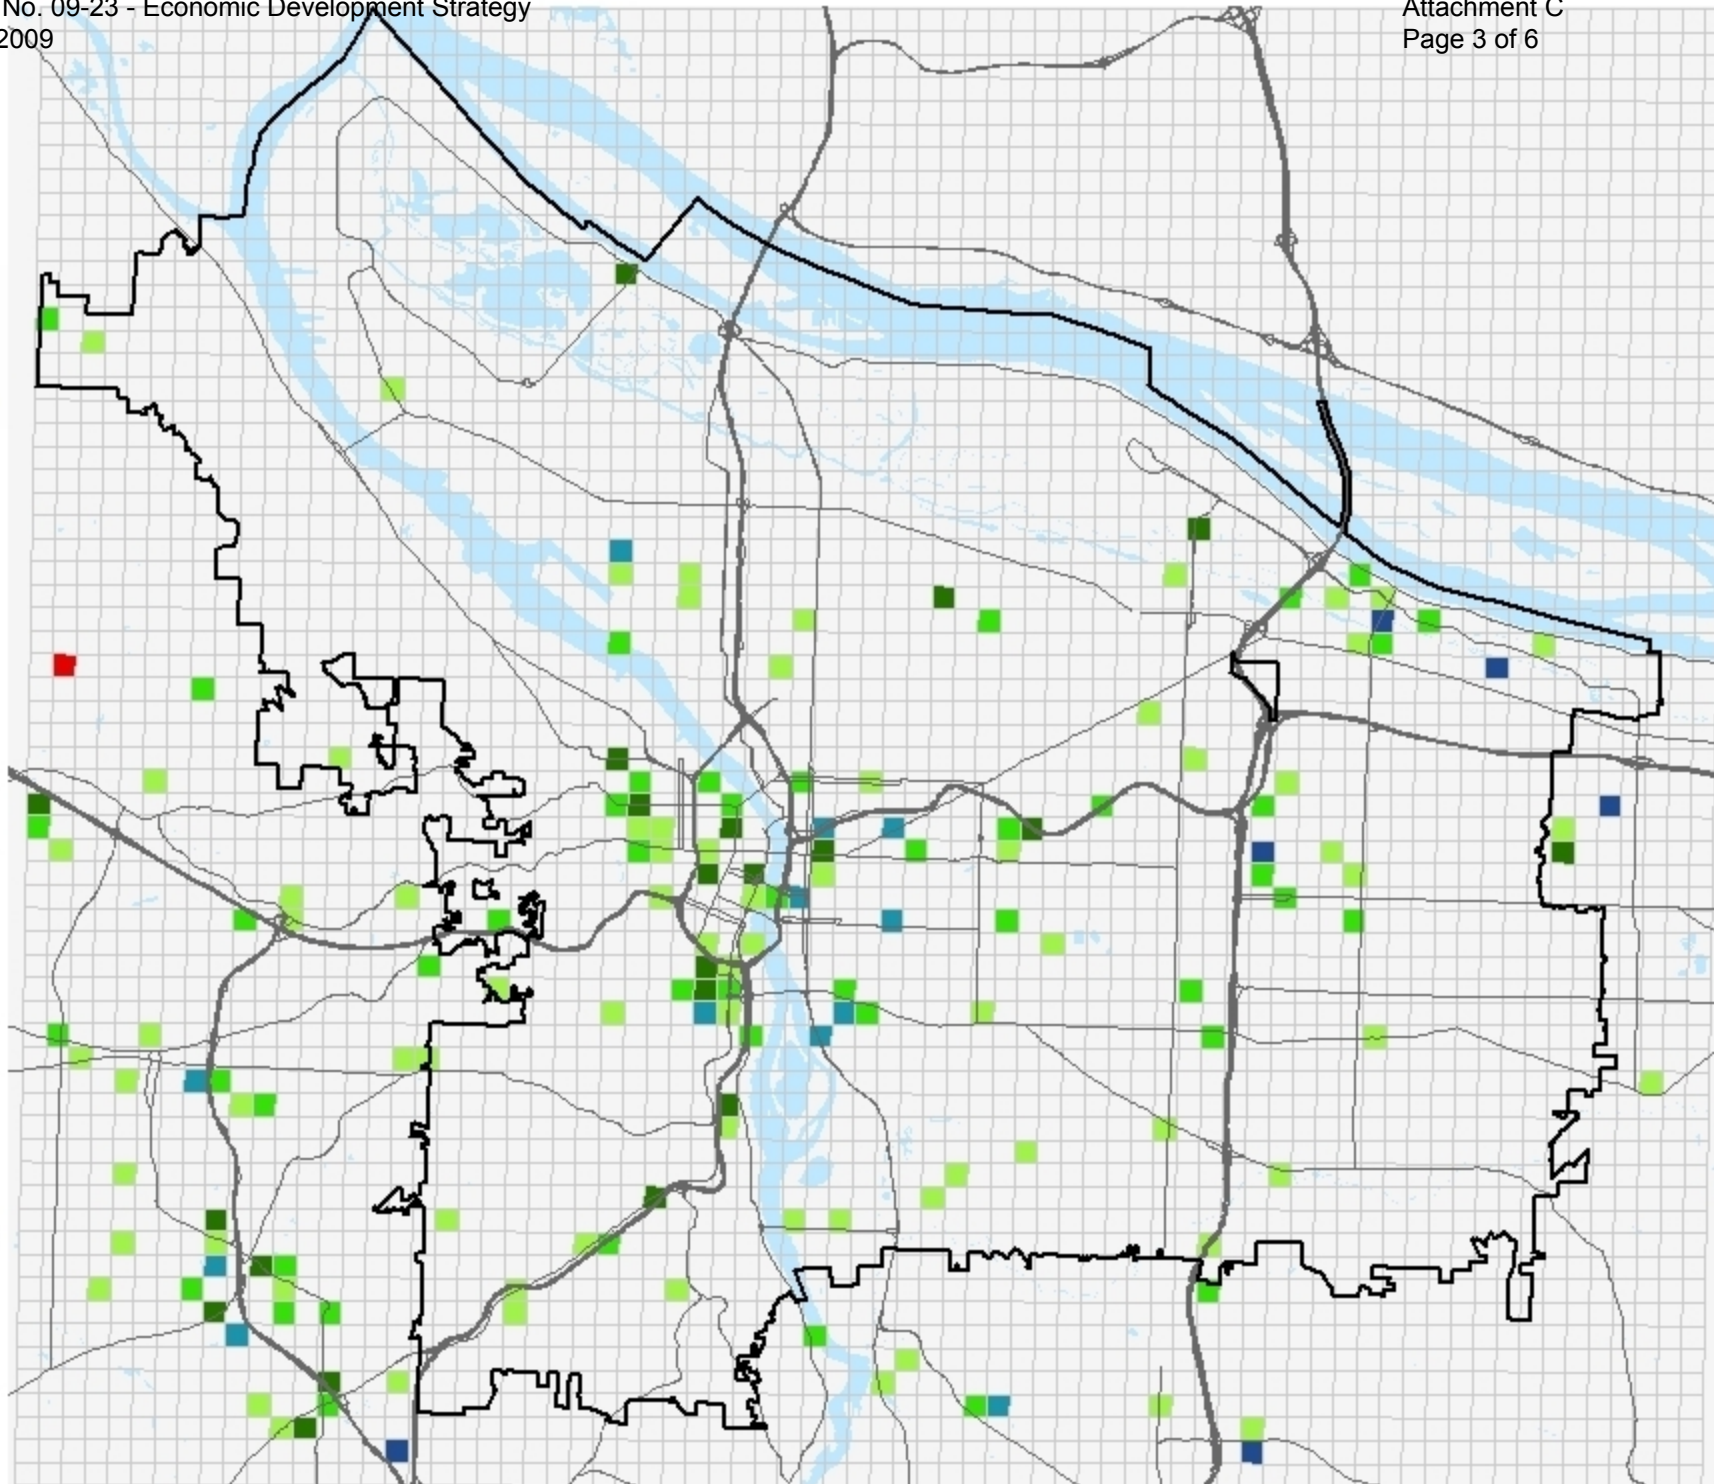 No. 09-23 - Economic Development Strategy
2009
Attachment C
Page 3 of 6